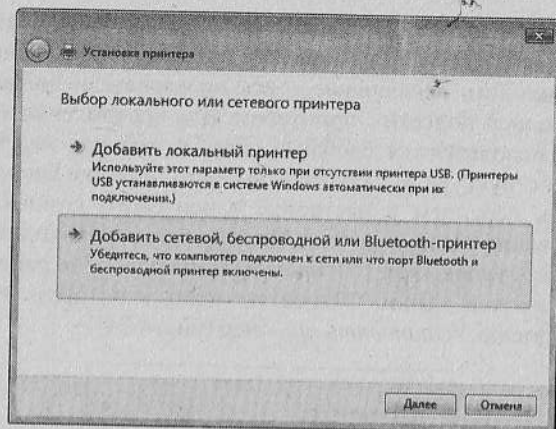 Установка принтера
Выбор локального или сетевого принтера
Добавить локальный принтер
Используйте этот параметр только при отсутствии принтера USB. (Принтеры
USB устанавливаются в системе Windows автоматически при их
подключении.)
Добавить сетевой, беспроводной или Bluetooth-принтер
Убедитесь, что компьютер подключен к сети или что порт Bluetooth и
беспроводной принтер включены.
Далее
Отмена